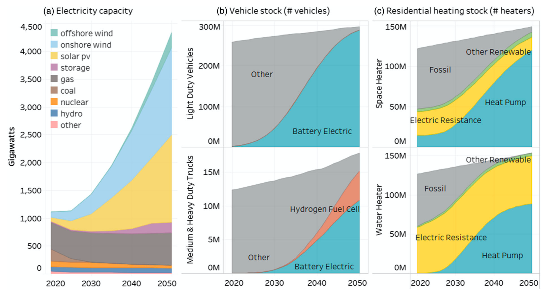 (a) Electricity capacity
4,500
4,000
3,500
3,000
2,500
2,000
1,500
1,000
500
0
Gigawatts
offshore wind
onshore wind
solar pv
storage
gas
coal
nuclear
hydro
other
2020
2030
2040
2050
(b) Vehicle stock (# vehicles)
Light Duty Vehicles
300M
200M
100M
0M
Other
Battery Electric
Medium & Heavy Duty Trucks
15M
10M
5M
0M
Hydrogen Fuel Cell
Other
Battery Electric
2020
2030
2040
2050
(c) Residential heating stock (# heaters)
Space Heater
150M
100M
50M
0M
Other Renewable
Fossil
Heat Pump
Electric Resistance
Water Heater
150M
100M
50M
0M
Other Renewable
Fossil
Electric Resistance
Heat Pump
2020
2030
2040
2050